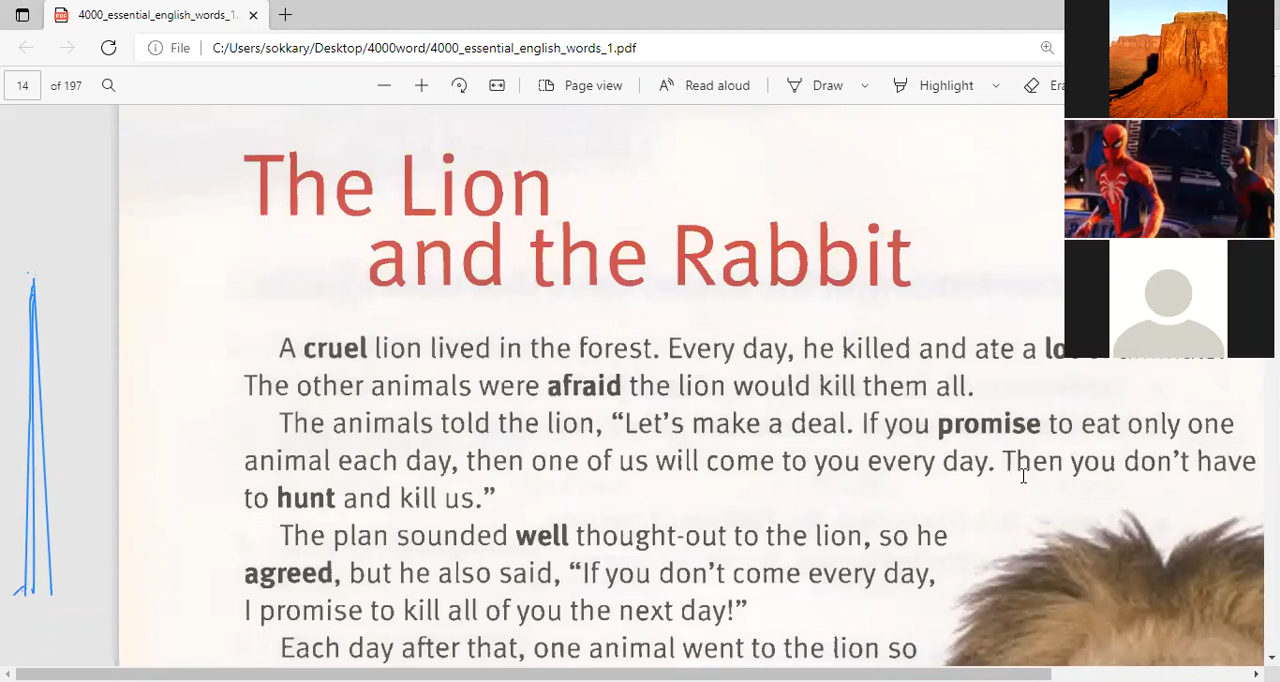 4000_essential_english_words_1.
File C:/Users/sokkary/Desktop/4000word/4000_essential_english_words_1.pdf
14 of 197 Page view Read aloud Draw Highlight
The Lion
and the Rabbit
A cruel lion lived in the forest. Every day, he killed and ate a
The other animals were afraid the lion would kill them all.
The animals told the lion, “Let’s make a deal. If you promise to eat only one
animal each day, then one of us will come to you every day. Then you don’t have
to hunt and kill us.”
The plan sounded well thought-out to the lion, so he
agreed, but he also said, “If you don’t come every day,
I promise to kill all of you the next day!”
Each day after that, one animal went to the lion so